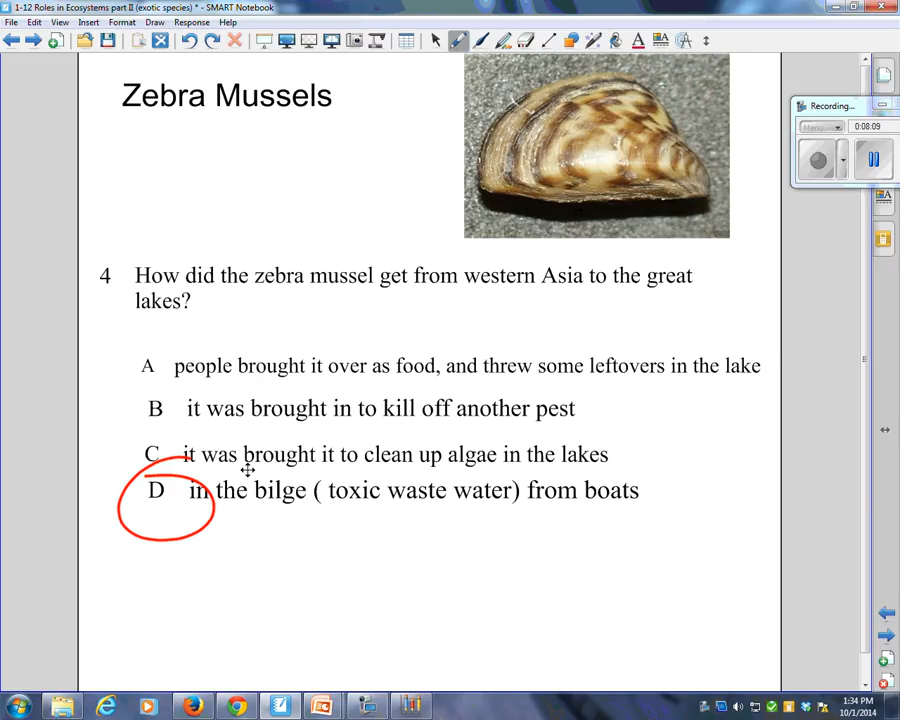 1-12 Roles in Ecosystems part II (exotic species) * - SMART Notebook
File Edit View Insert Format Draw Response Help
Recording...
Menu 0:08:09
Zebra Mussels
4 How did the zebra mussel get from western Asia to the great
lakes?
A people brought it over as food, and threw some leftovers in the lake
B it was brought in to kill off another pest
C it was brought it to clean up algae in the lakes
D in the bilge ( toxic waste water) from boats
1:34 PM
10/1/2014